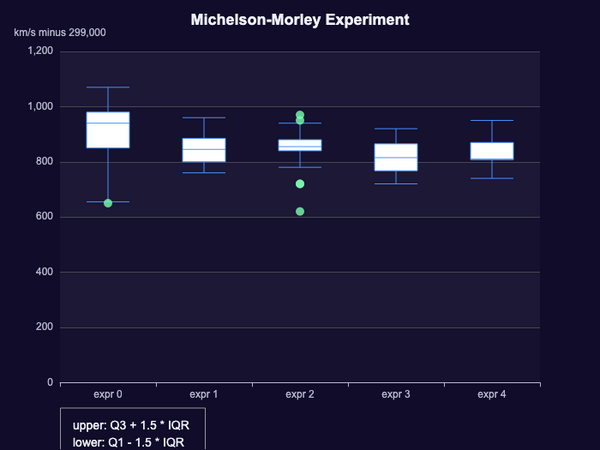 Michelson-Morley Experiment
km/s minus 299,000
1,200
1,000
800
600
400
200
0
expr 0 expr 1 expr 2 expr 3 expr 4
upper: Q3 + 1.5 * IQR
lower: Q1 - 1.5 * IQR